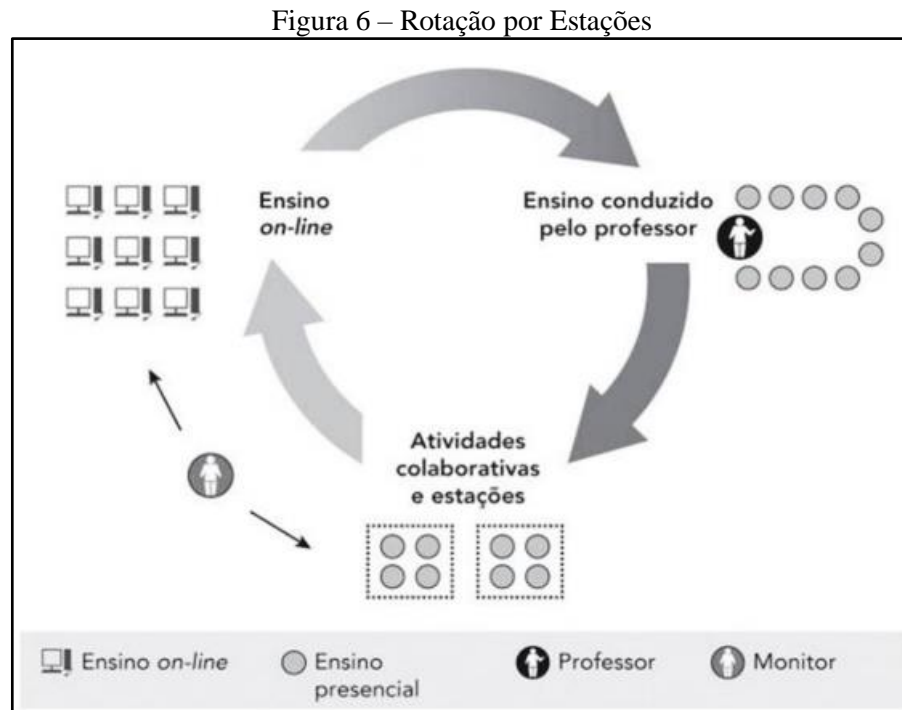 Figura 6 – Rotação por Estações
Ensino
on-line
Ensino conduzido
pelo professor
Atividades
colaborativas
e estações
Ensino on-line
Ensino
presencial
Professor
Monitor